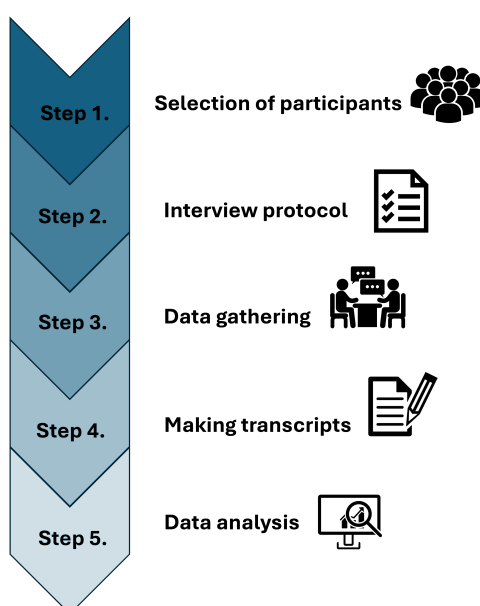 Step 1.
Selection of participants
Step 2.
Interview protocol
Step 3.
Data gathering
Step 4.
Making transcripts
Step 5.
Data analysis